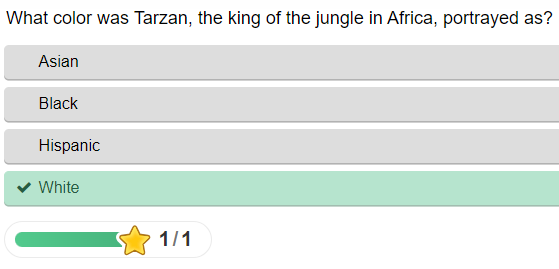 What color was Tarzan, the king of the jungle in Africa, portrayed as?
Asian
Black
Hispanic
White
1/1